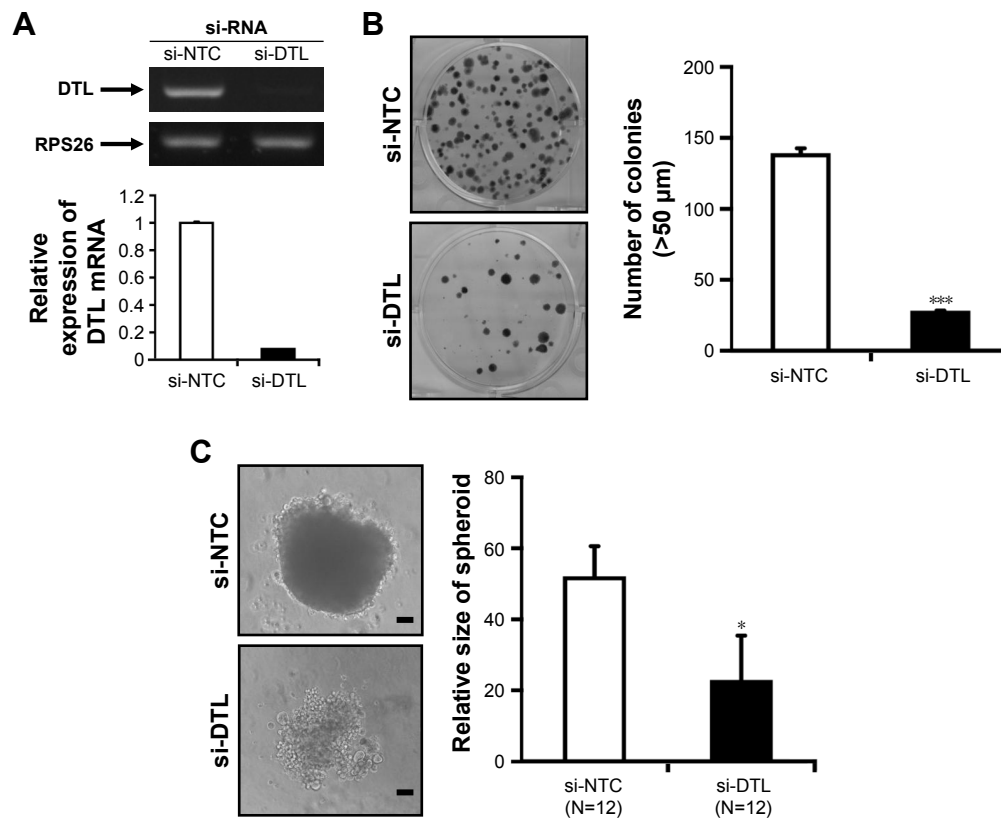 A
si-RNA
si-NTC si-DTL
DTL
RPS26
Relative
expression of
DTL mRNA
1.2
1
0.8
0.6
0.4
0.2
0
si-NTC si-DTL
B
si-NTC
si-DTL
Number of colonies
(>50 µm)
200
150
100
50
0
***
si-NTC si-DTL
C
si-NTC
si-DTL
Relative size of spheroid
80
60
40
20
0
*
si-NTC si-DTL
(N=12) (N=12)